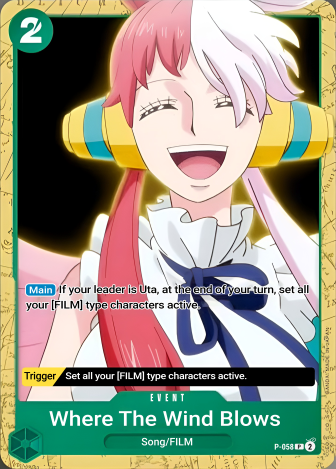 2
Main If your leader is Uta, at the end of your turn, set all
your [FILM] type characters active.
Trigger Set all your [FILM] type characters active.
EVENT
Where The Wind Blows
Song/FILM
P-058 P 2